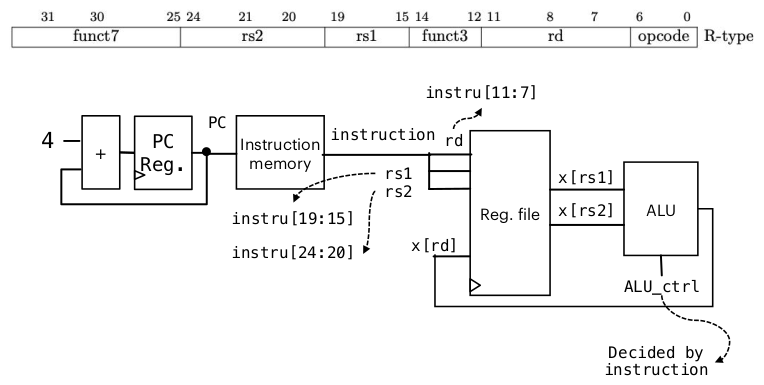 31 30 25 24 21 20 19 15 14 12 11 8 7 6 0
funct7 rs2 rs1 funct3 rd opcode R-type
instru[11:7]
PC
4
+
PC
Reg.
Instruction
memory
instruction
rd
rs1
rs2
instru[19:15]
instru[24:20]
x[rd]
Reg. file
x[rs1]
x[rs2]
ALU
ALU_ctrl
Decided by
instruction